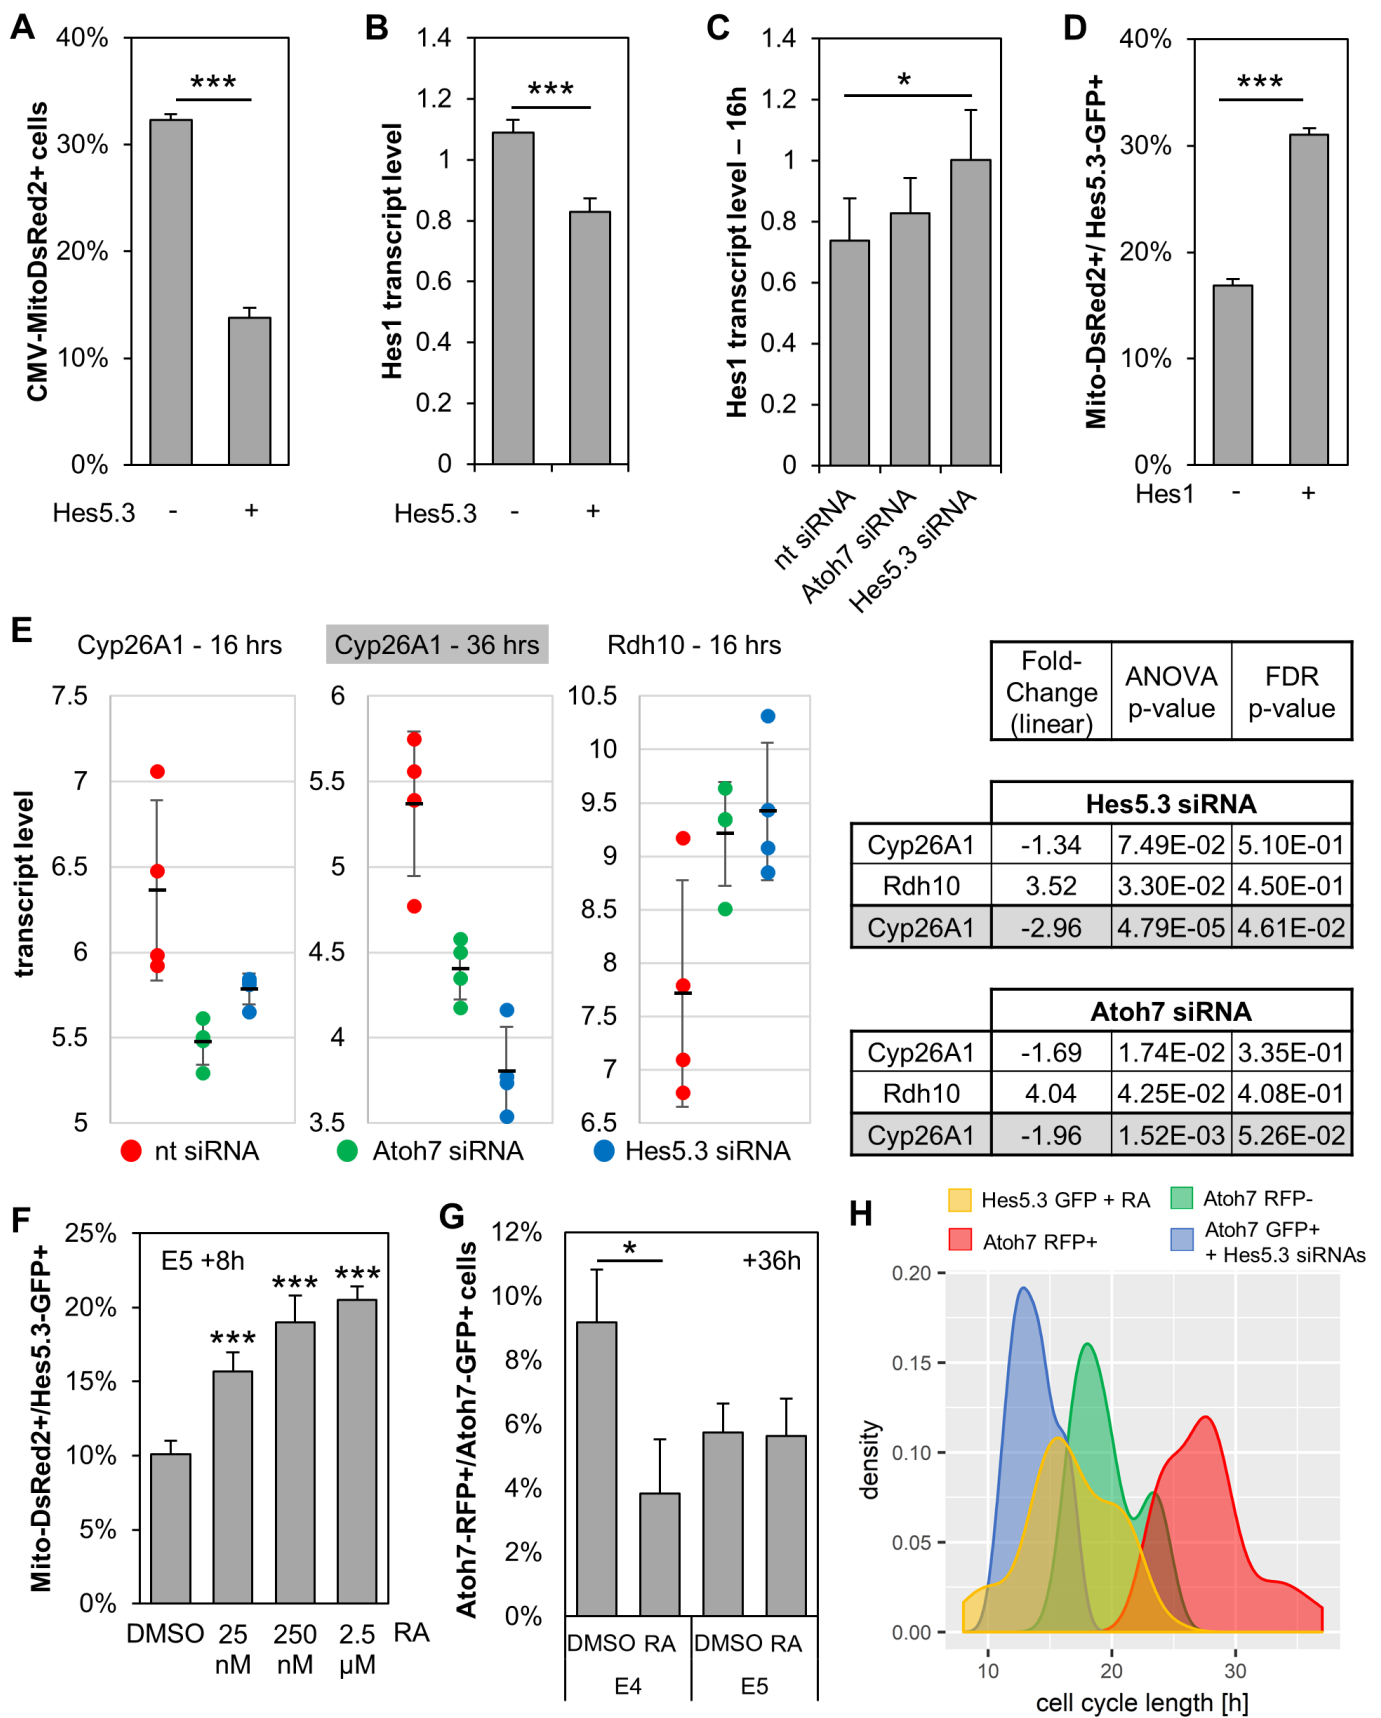 A
40%
30%
20%
10%
0%
CMV-MitoDsRed2+ cells
***
Hes5.3
-
+
B
1.4
1.2
1
0.8
0.6
0.4
0.2
0
Hes1 transcript level
***
Hes5.3
-
+
C
1.4
1.2
1
0.8
0.6
0.4
0.2
0
Hes1 transcript level – 16h
*
nt siRNA
Atoh7 siRNA
Hes5.3 siRNA
D
40%
30%
20%
10%
0%
Mito-DsRed2+/ Hes5.3-GFP+
***
Hes1
-
+
E
Cyp26A1 - 16 hrs
Cyp26A1 - 36 hrs
Rdh10 - 16 hrs
transcript level
7.5
7
6.5
6
5.5
5
6
5.5
5
4.5
4
3.5
10.5
10
9.5
9
8.5
8
7.5
7
6.5
nt siRNA
Atoh7 siRNA
Hes5.3 siRNA
Fold-
Change
(linear)
ANOVA
p-value
FDR
p-value
Hes5.3 siRNA
Cyp26A1 -1.34 7.49E-02 5.10E-01
Rdh10 3.52 3.30E-02 4.50E-01
Cyp26A1 -2.96 4.79E-05 4.61E-02
Atoh7 siRNA
Cyp26A1 -1.69 1.74E-02 3.35E-01
Rdh10 4.04 4.25E-02 4.08E-01
Cyp26A1 -1.96 1.52E-03 5.26E-02
F
25%
20%
15%
10%
5%
0%
Mito-DsRed2+/Hes5.3-GFP+
E5 +8h
***
***
***
DMSO
25
nM
250
nM
2.5
µM
RA
G
12%
10%
8%
6%
4%
2%
0%
Atoh7-RFP+/Atoh7-GFP+ cells
*
+36h
DMSO RA DMSO RA
E4 E5
H
Hes5.3 GFP + RA
Atoh7 RFP-
Atoh7 RFP+
Atoh7 GFP+
+ Hes5.3 siRNAs
0.20
0.15
0.10
0.05
0.00
density
10 20 30
cell cycle length [h]